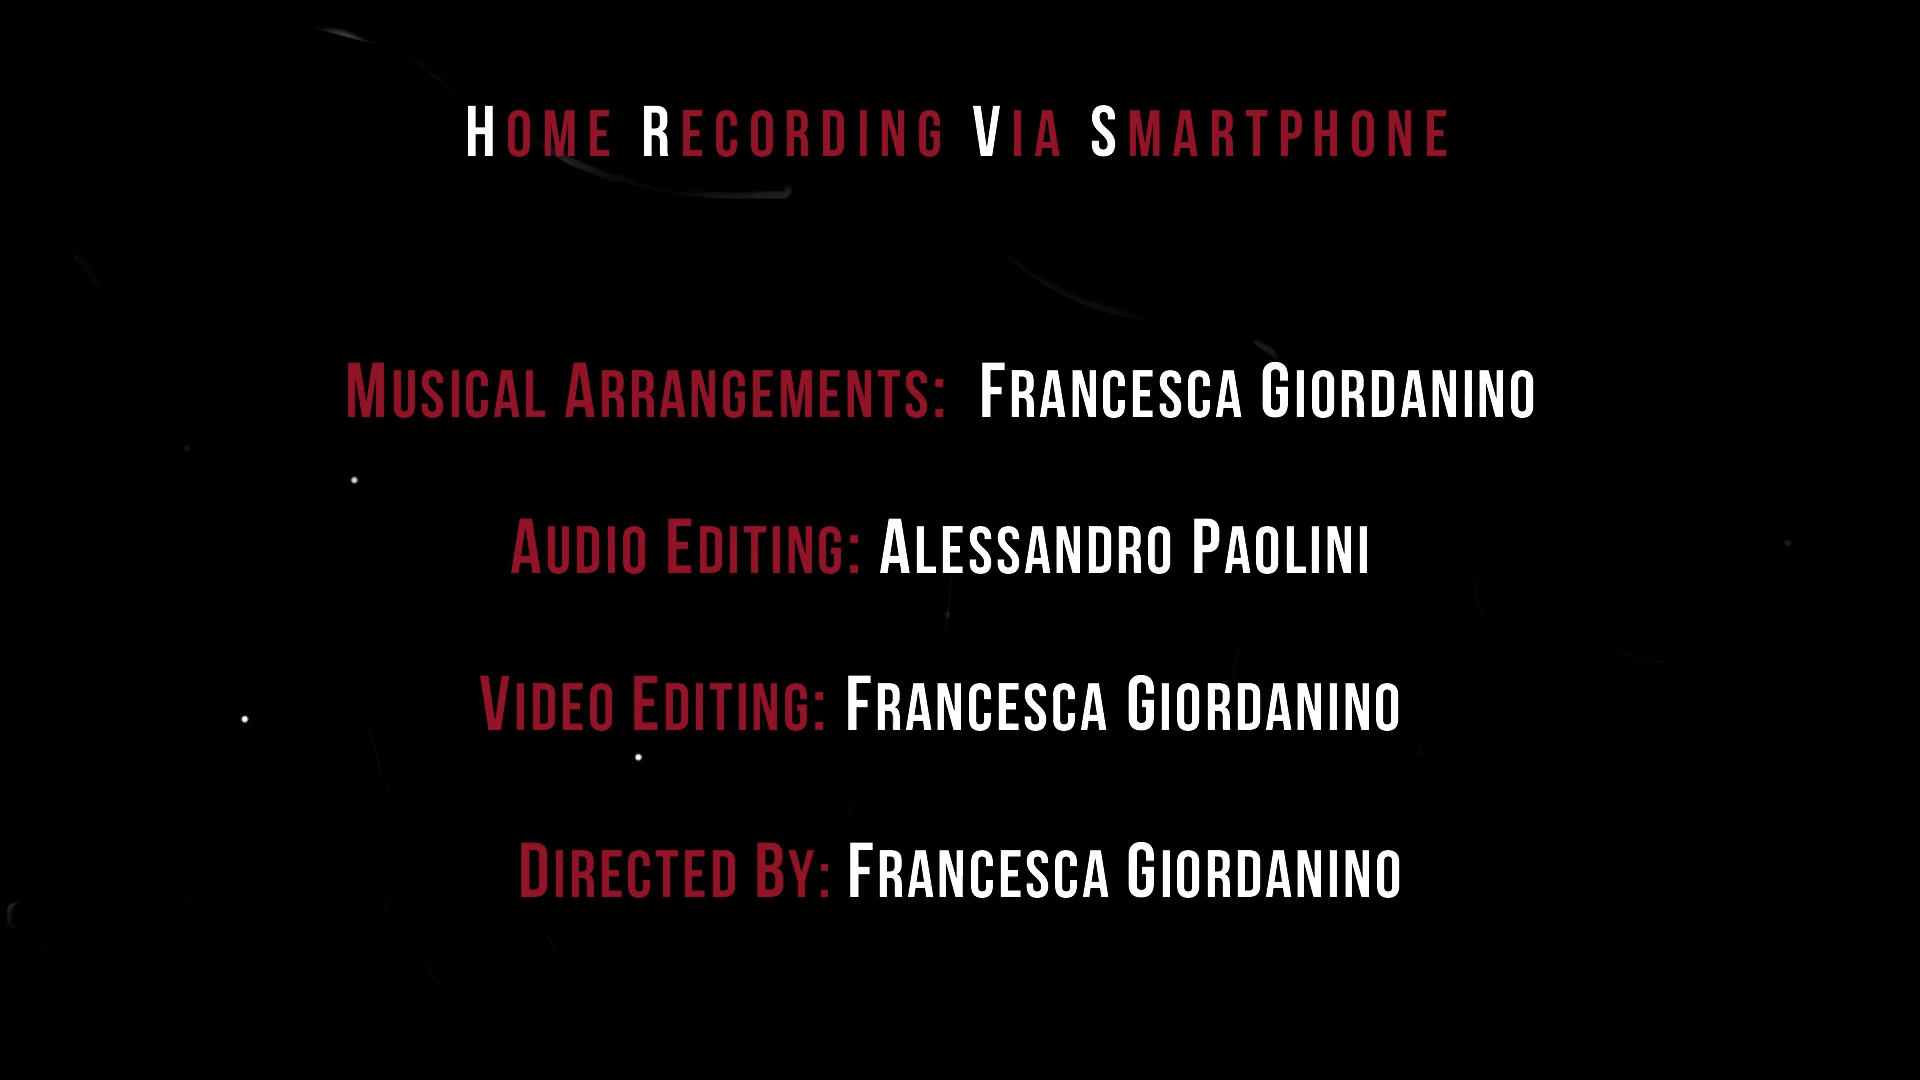 Home Recording Via Smartphone
Musical Arrangements: Francesca Giordanino
Audio Editing: Alessandro Paolini
Video Editing: Francesca Giordanino
Directed By: Francesca Giordanino